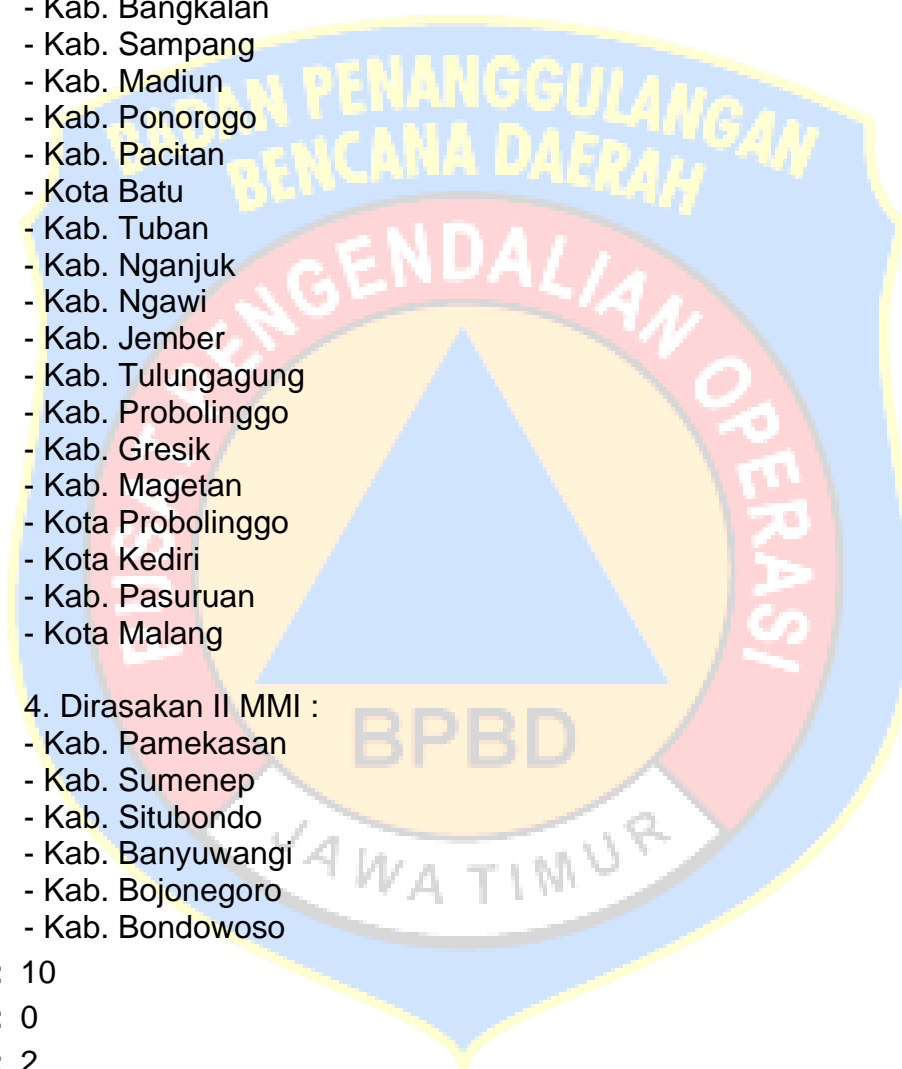 - Kab. Bangkalan
- Kab. Sampang
- Kab. Madiun
- Kab. Ponorogo
- Kab. Pacitan
- Kota Batu
- Kab. Tuban
- Kab. Nganjuk
- Kab. Ngawi
- Kab. Jember
- Kab. Tulungagung
- Kab. Probolinggo
- Kab. Gresik
- Kab. Magetan
- Kota Probolinggo
- Kota Kediri
- Kab. Pasuruan
- Kota Malang
4. Dirasakan II MMI :
- Kab. Pamekasan
- Kab. Sumenep
- Kab. Situbondo
- Kab. Banyuwangi
- Kab. Bojonegoro
- Kab. Bondowoso
: 10
: 0
: 2
BADAN PENANGGULANGAN
BENCANA DAERAH
PUSAT PENGENDALIAN OPERASI
BPBD
JAWA TIMUR